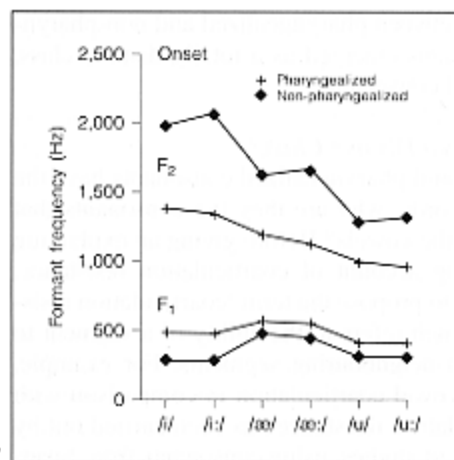 Onset
Pharyngealized
Non-pharyngealized
2,500
2,000
1,500
1,000
500
0
Formant frequency (Hz)
F2
F1
/i/ /i:/ /æ/ /æ:/ /u/ /u:/